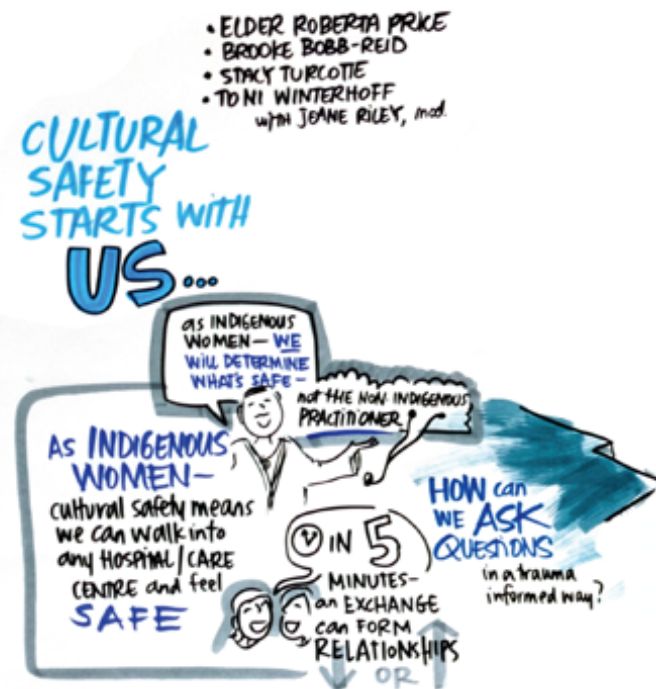 • ELDER ROBERTA PRICE
• BROOKE BOBB-REID
• STACY TURCOTTE
• TONI WINTERHOFF
WITH JEANE RILEY, mod.
CULTURAL
SAFETY
STARTS WITH
US...
as INDIGENOUS
WOMEN— WE
WILL DETERMINE
WHAT'S SAFE—
not THE NON INDIGENOUS
PRACTITIONER
AS INDIGENOUS
WOMEN—
cultural safety means
we can walk into
any HOSPITAL/CARE
CENTRE and feel
SAFE
IN 5
MINUTES—
an EXCHANGE
can FORM
RELATIONSHIPS
OR
HOW can
WE ASK
QUESTIONS
in a trauma
informed way?